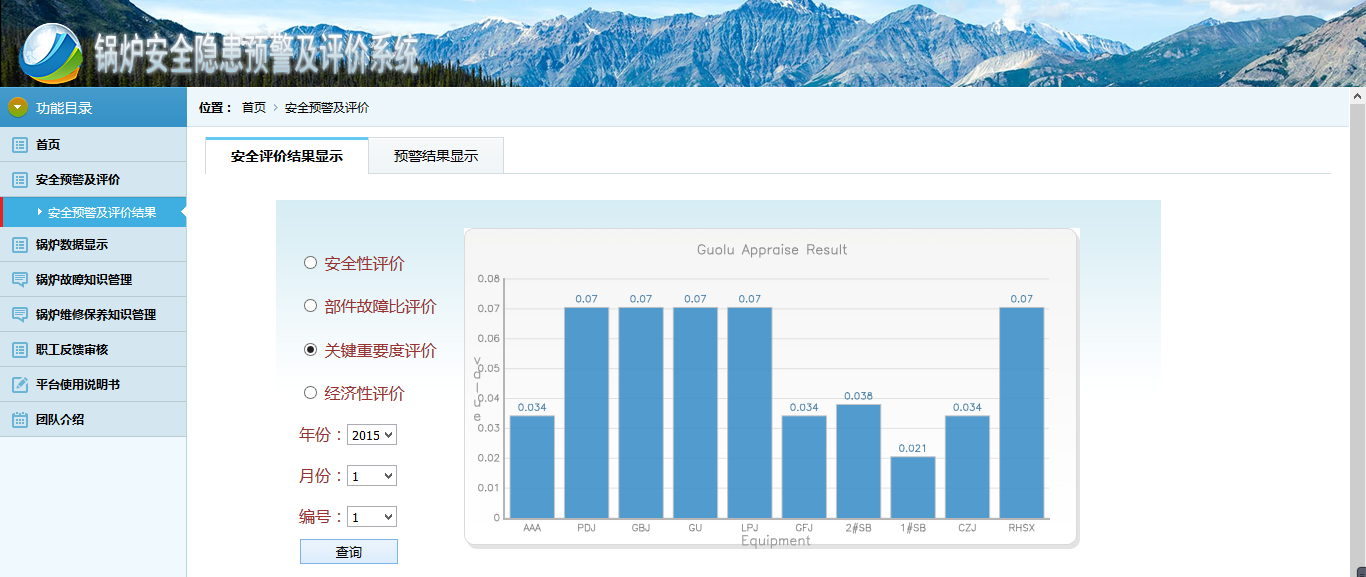 锅炉安全隐患预警及评价系统
功能目录
位置： 首页 › 安全预警及评价
首页
安全预警及评价
安全预警及评价结果
锅炉数据显示
锅炉故障知识管理
锅炉维修保养知识管理
职工反馈审核
平台使用说明书
团队介绍
安全评价结果显示 预警结果显示
安全性评价
部件故障比评价
关键重要度评价
经济性评价
年份： 2015
月份： 1
编号： 1
查询
Guolu Appraise Result
value
0.08
0.07
0.06
0.05
0.04
0.03
0.02
0.01
0
0.034 0.07 0.07 0.07 0.07 0.034 0.038 0.021 0.034 0.07
AAA PDJ GBJ GU LPJ GFJ 2#SB 1#SB CZJ RHSX
Equipment